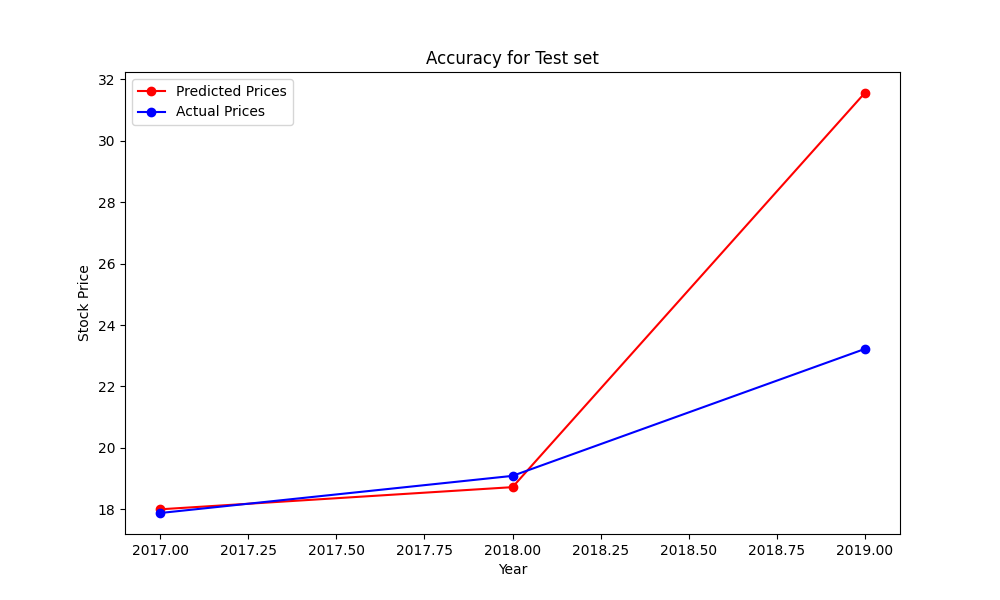 Accuracy for Test set
Predicted Prices
Actual Prices
32
30
28
26
24
22
20
18
Stock Price
2017.00 2017.25 2017.50 2017.75 2018.00 2018.25 2018.50 2018.75 2019.00
Year